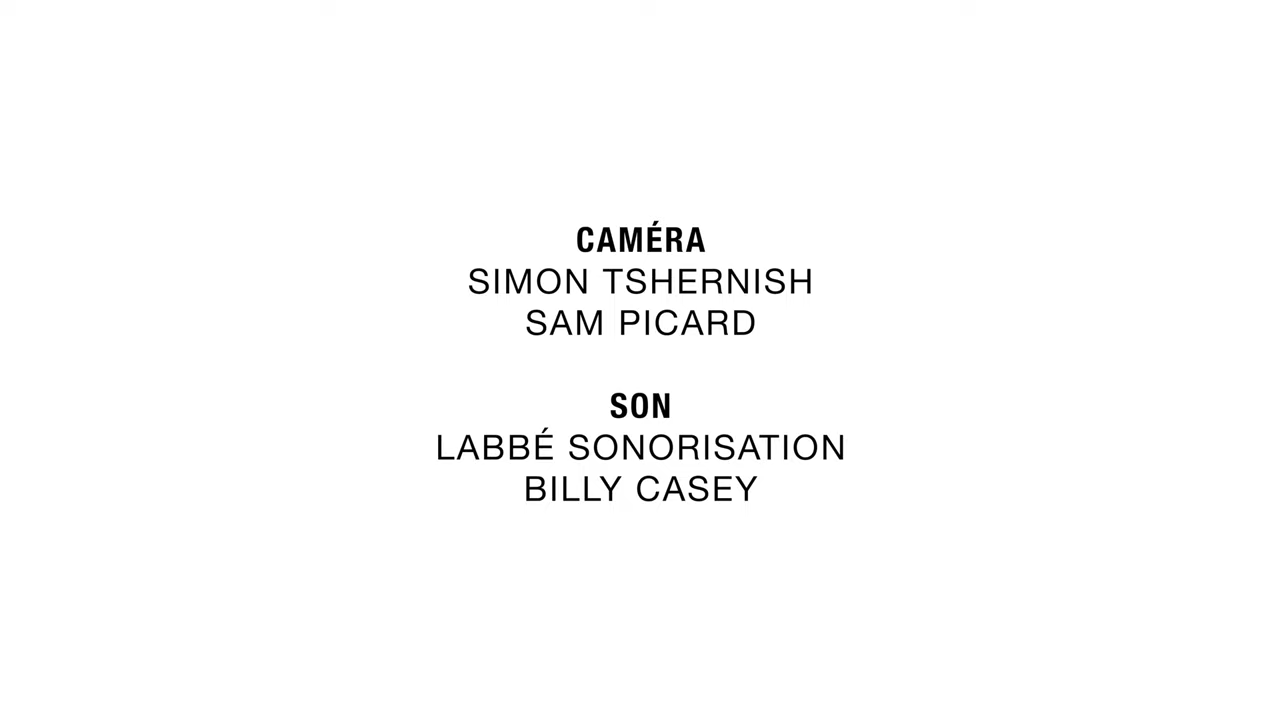 CAMÉRA
SIMON TSHERNISH
SAM PICARD
SON
LABBÉ SONORISATION
BILLY CASEY